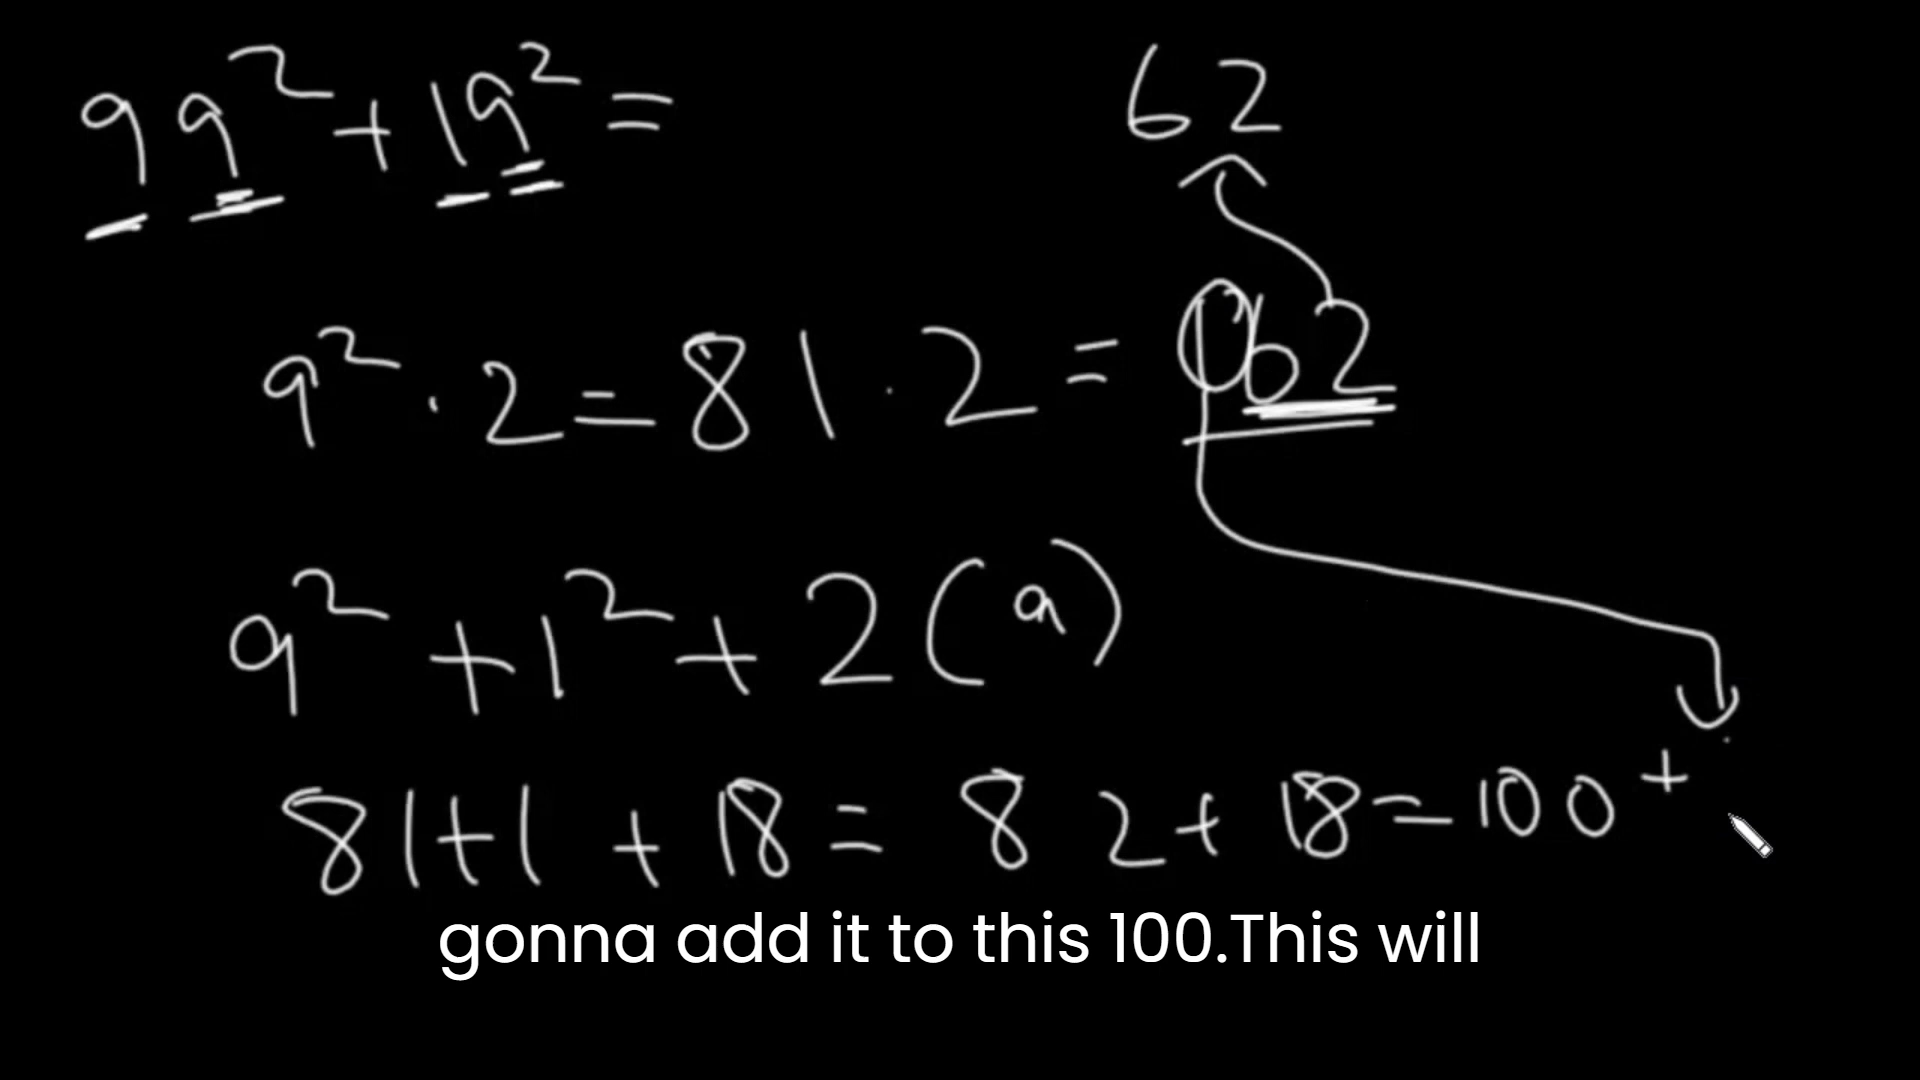 99² + 19² =
62
9² · 2 = 81 · 2 = 162
9² + 1² + 2(9)
81+1 + 18 = 82 + 18 = 100 +
gonna add it to this 100.This will